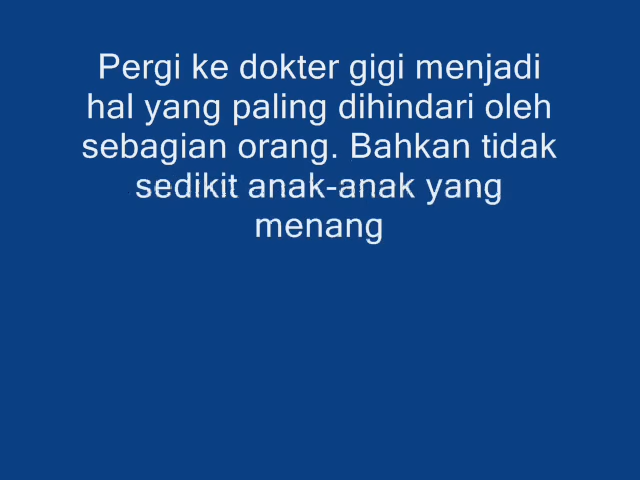 Pergi ke dokter gigi menjadi
hal yang paling dihindari oleh
sebagian orang. Bahkan tidak
sedikit anak-anak yang
menang